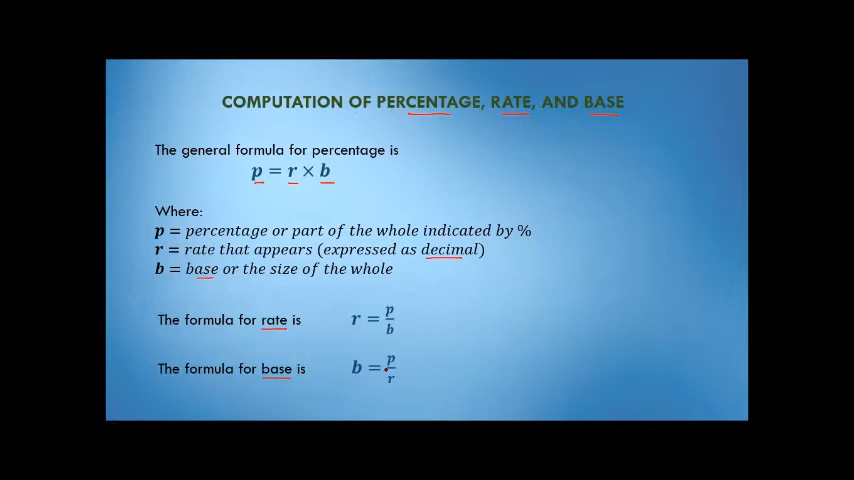 COMPUTATION OF PERCENTAGE, RATE, AND BASE
The general formula for percentage is
p = r × b
Where:
p = percentage or part of the whole indicated by %
r = rate that appears (expressed as decimal)
b = base or the size of the whole
The formula for rate is r = p/b
The formula for base is b = p/r